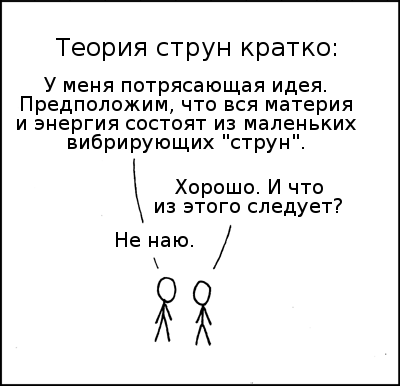 Теория струн кратко:
У меня потрясающая идея.
Предположим, что вся материя
и энергия состоят из маленьких
вибрирующих "струн".
Хорошо. И что
из этого следует?
Не наю.